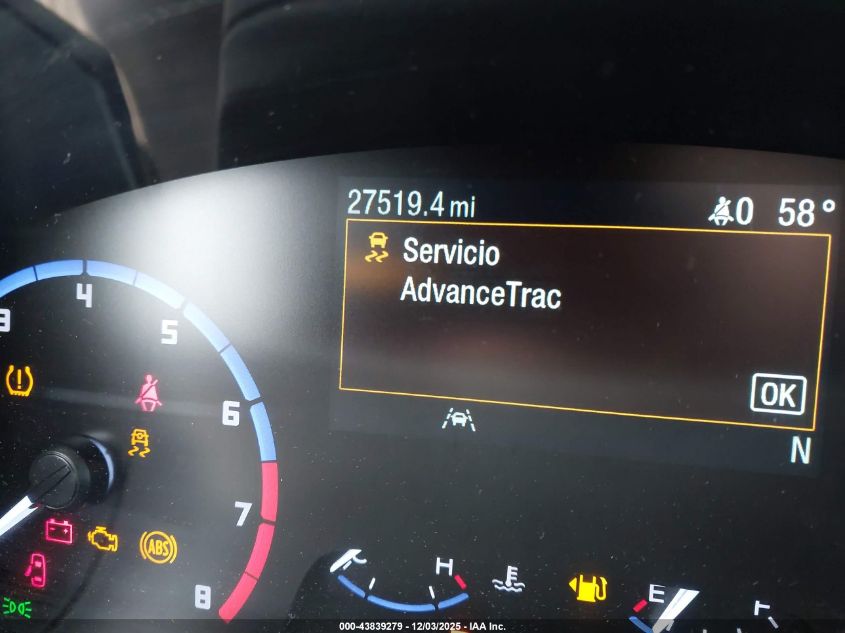 27519.4 mi
0 58°
Servicio
AdvanceTrac
OK
N
3
4
5
6
7
8
ABS
H
E
000-43839279 - 12/03/2025 - IAA Inc.